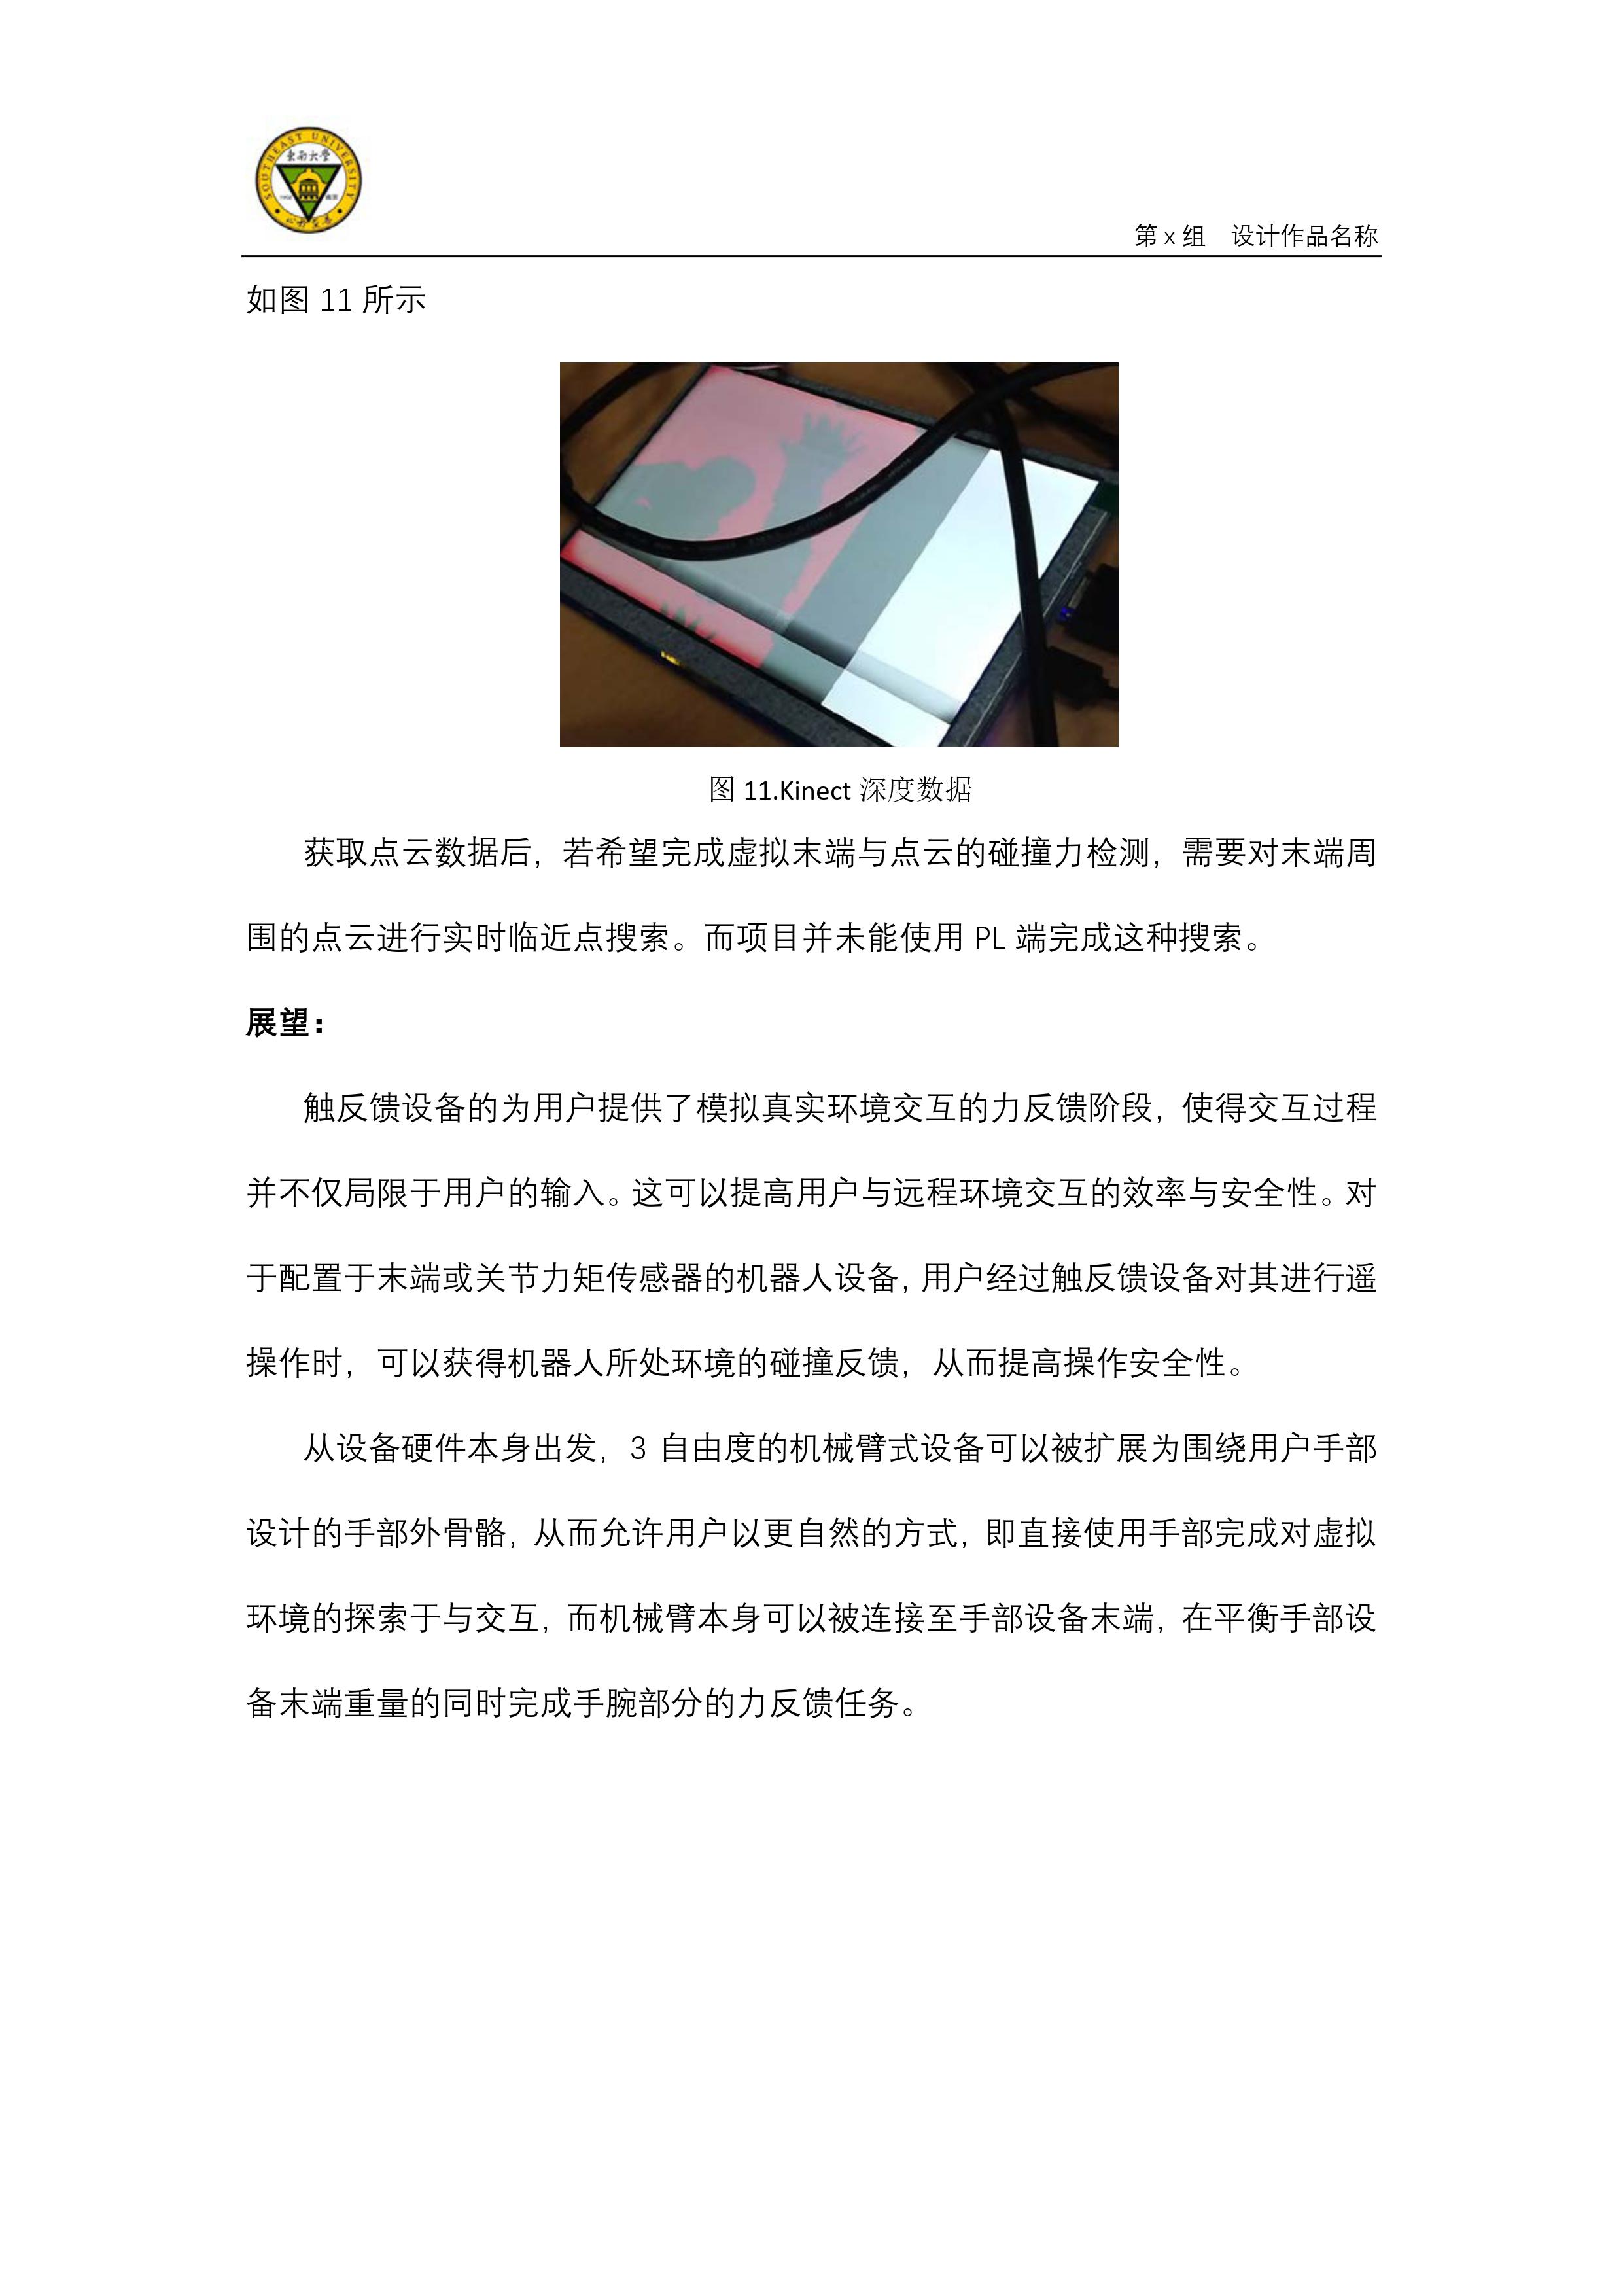 SOUTHEAST UNIVERSITY
东南大学
第 x 组 设计作品名称
如图 11 所示
图 11.Kinect 深度数据
获取点云数据后，若希望完成虚拟末端与点云的碰撞力检测，需要对末端周
围的点云进行实时临近点搜索。而项目并未能使用 PL 端完成这种搜索。
展望：
触反馈设备的为用户提供了模拟真实环境交互的力反馈阶段，使得交互过程
并不仅局限于用户的输入。这可以提高用户与远程环境交互的效率与安全性。对
于配置于末端或关节力矩传感器的机器人设备，用户经过触反馈设备对其进行遥
操作时，可以获得机器人所处环境的碰撞反馈，从而提高操作安全性。
从设备硬件本身出发，3 自由度的机械臂式设备可以被扩展为围绕用户手部
设计的手部外骨骼，从而允许用户以更自然的方式，即直接使用手部完成对虚拟
环境的探索于与交互，而机械臂本身可以被连接至手部设备末端，在平衡手部设
备末端重量的同时完成手腕部分的力反馈任务。